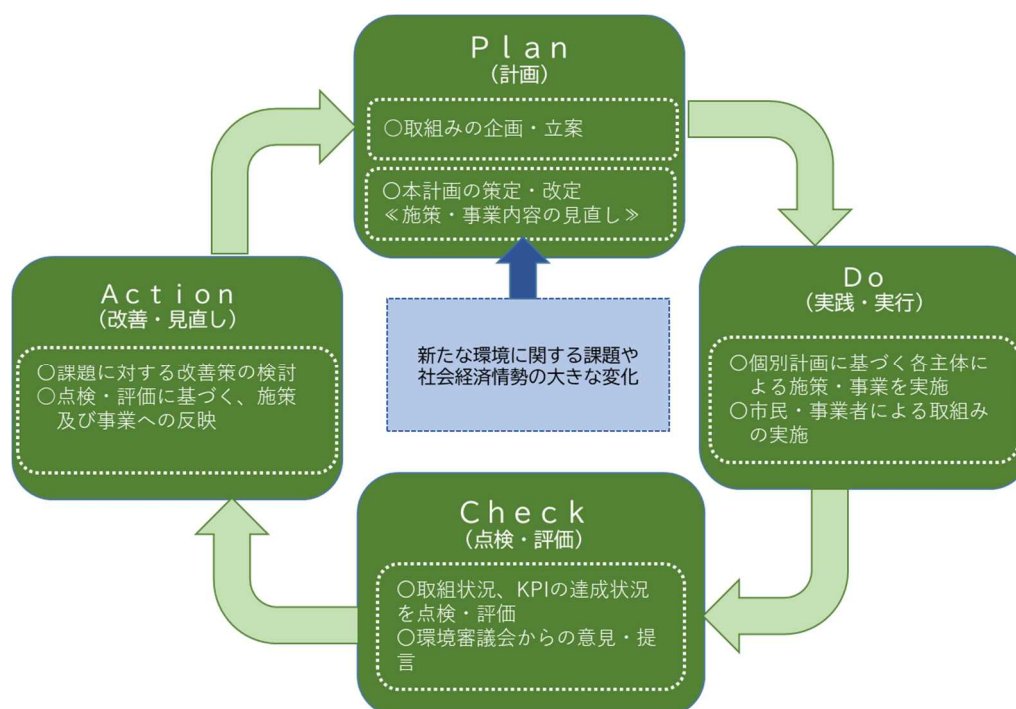 Ｐｌａｎ
（計画）
○取組みの企画・立案
○本計画の策定・改定
≪施策・事業内容の見直し≫
Ｄｏ
（実践・実行）
○個別計画に基づく各主体に
よる施策・事業を実施
○市民・事業者による取組み
の実施
Ｃｈｅｃｋ
（点検・評価）
○取組状況、KPIの達成状況
を点検・評価
○環境審議会からの意見・提
言
Ａｃｔｉｏｎ
（改善・見直し）
○課題に対する改善策の検討
○点検・評価に基づく、施策
及び事業への反映
新たな環境に関する課題や
社会経済情勢の大きな変化